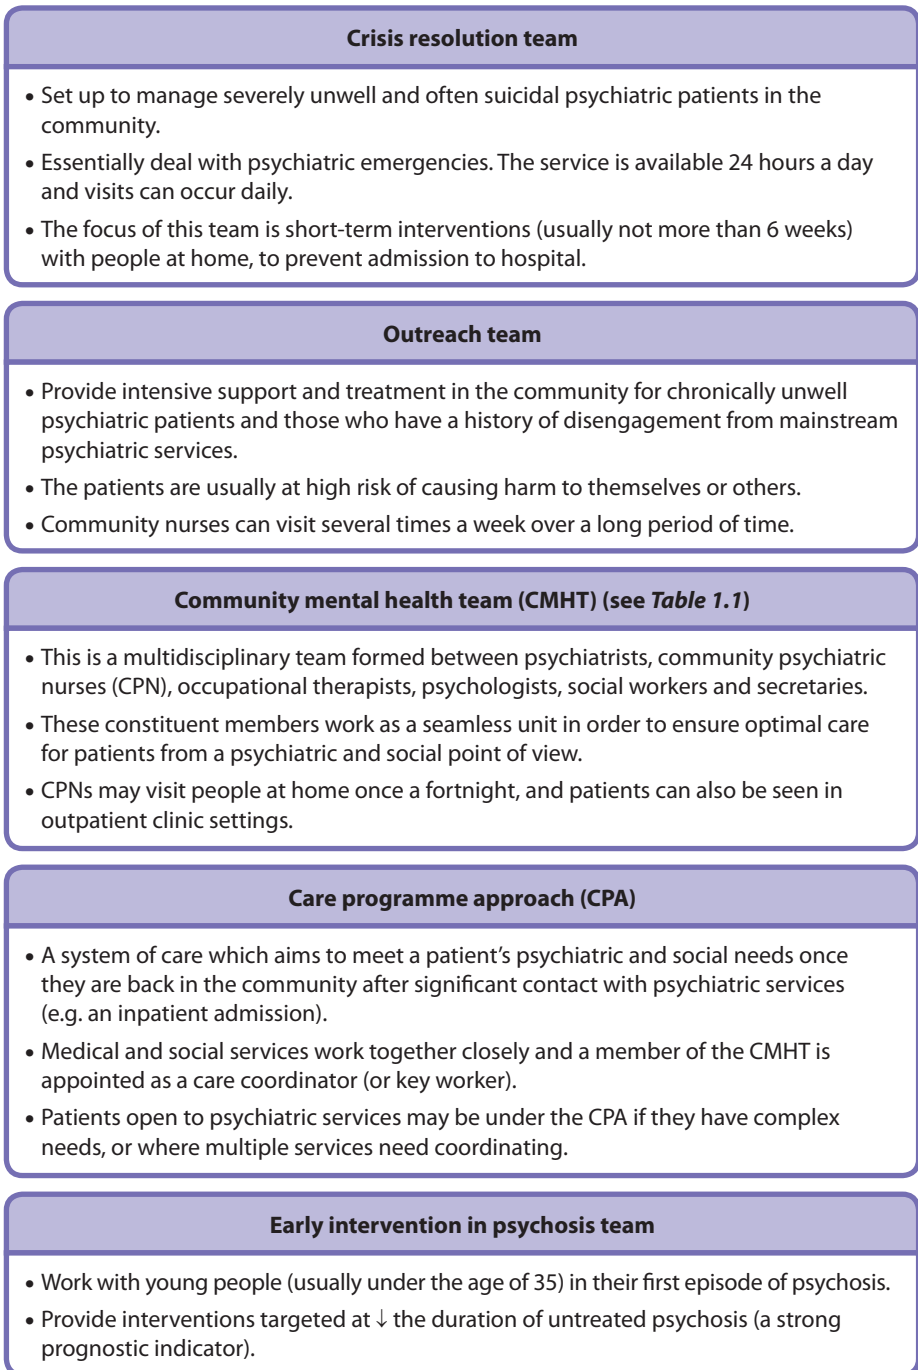 Crisis resolution team
• Set up to manage severely unwell and often suicidal psychiatric patients in the
community.
• Essentially deal with psychiatric emergencies. The service is available 24 hours a day
and visits can occur daily.
• The focus of this team is short-term interventions (usually not more than 6 weeks)
with people at home, to prevent admission to hospital.
Outreach team
• Provide intensive support and treatment in the community for chronically unwell
psychiatric patients and those who have a history of disengagement from mainstream
psychiatric services.
• The patients are usually at high risk of causing harm to themselves or others.
• Community nurses can visit several times a week over a long period of time.
Community mental health team (CMHT) (see Table 1.1)
• This is a multidisciplinary team formed between psychiatrists, community psychiatric
nurses (CPN), occupational therapists, psychologists, social workers and secretaries.
• These constituent members work as a seamless unit in order to ensure optimal care
for patients from a psychiatric and social point of view.
• CPNs may visit people at home once a fortnight, and patients can also be seen in
outpatient clinic settings.
Care programme approach (CPA)
• A system of care which aims to meet a patient's psychiatric and social needs once
they are back in the community after significant contact with psychiatric services
(e.g. an inpatient admission).
• Medical and social services work together closely and a member of the CMHT is
appointed as a care coordinator (or key worker).
• Patients open to psychiatric services may be under the CPA if they have complex
needs, or where multiple services need coordinating.
Early intervention in psychosis team
• Work with young people (usually under the age of 35) in their first episode of psychosis.
• Provide interventions targeted at ↓ the duration of untreated psychosis (a strong
prognostic indicator).